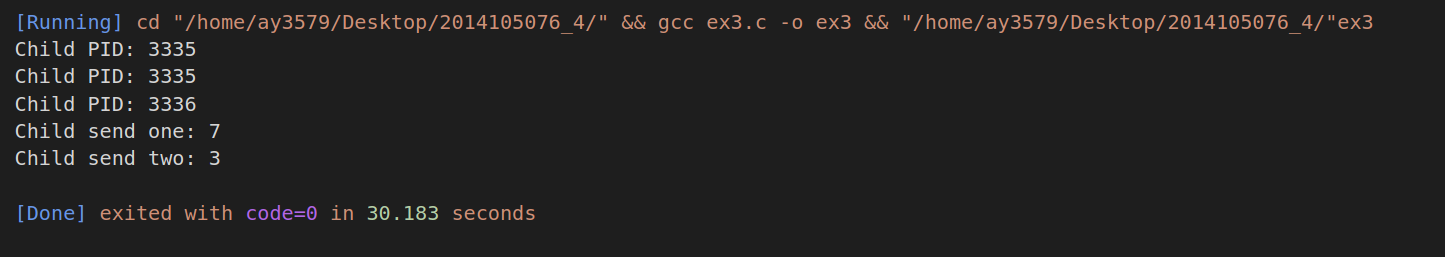 [Running] cd "/home/ay3579/Desktop/2014105076_4/" && gcc ex3.c -o ex3 && "/home/ay3579/Desktop/2014105076_4/"ex3
Child PID: 3335
Child PID: 3335
Child PID: 3336
Child send one: 7
Child send two: 3
[Done] exited with code=0 in 30.183 seconds